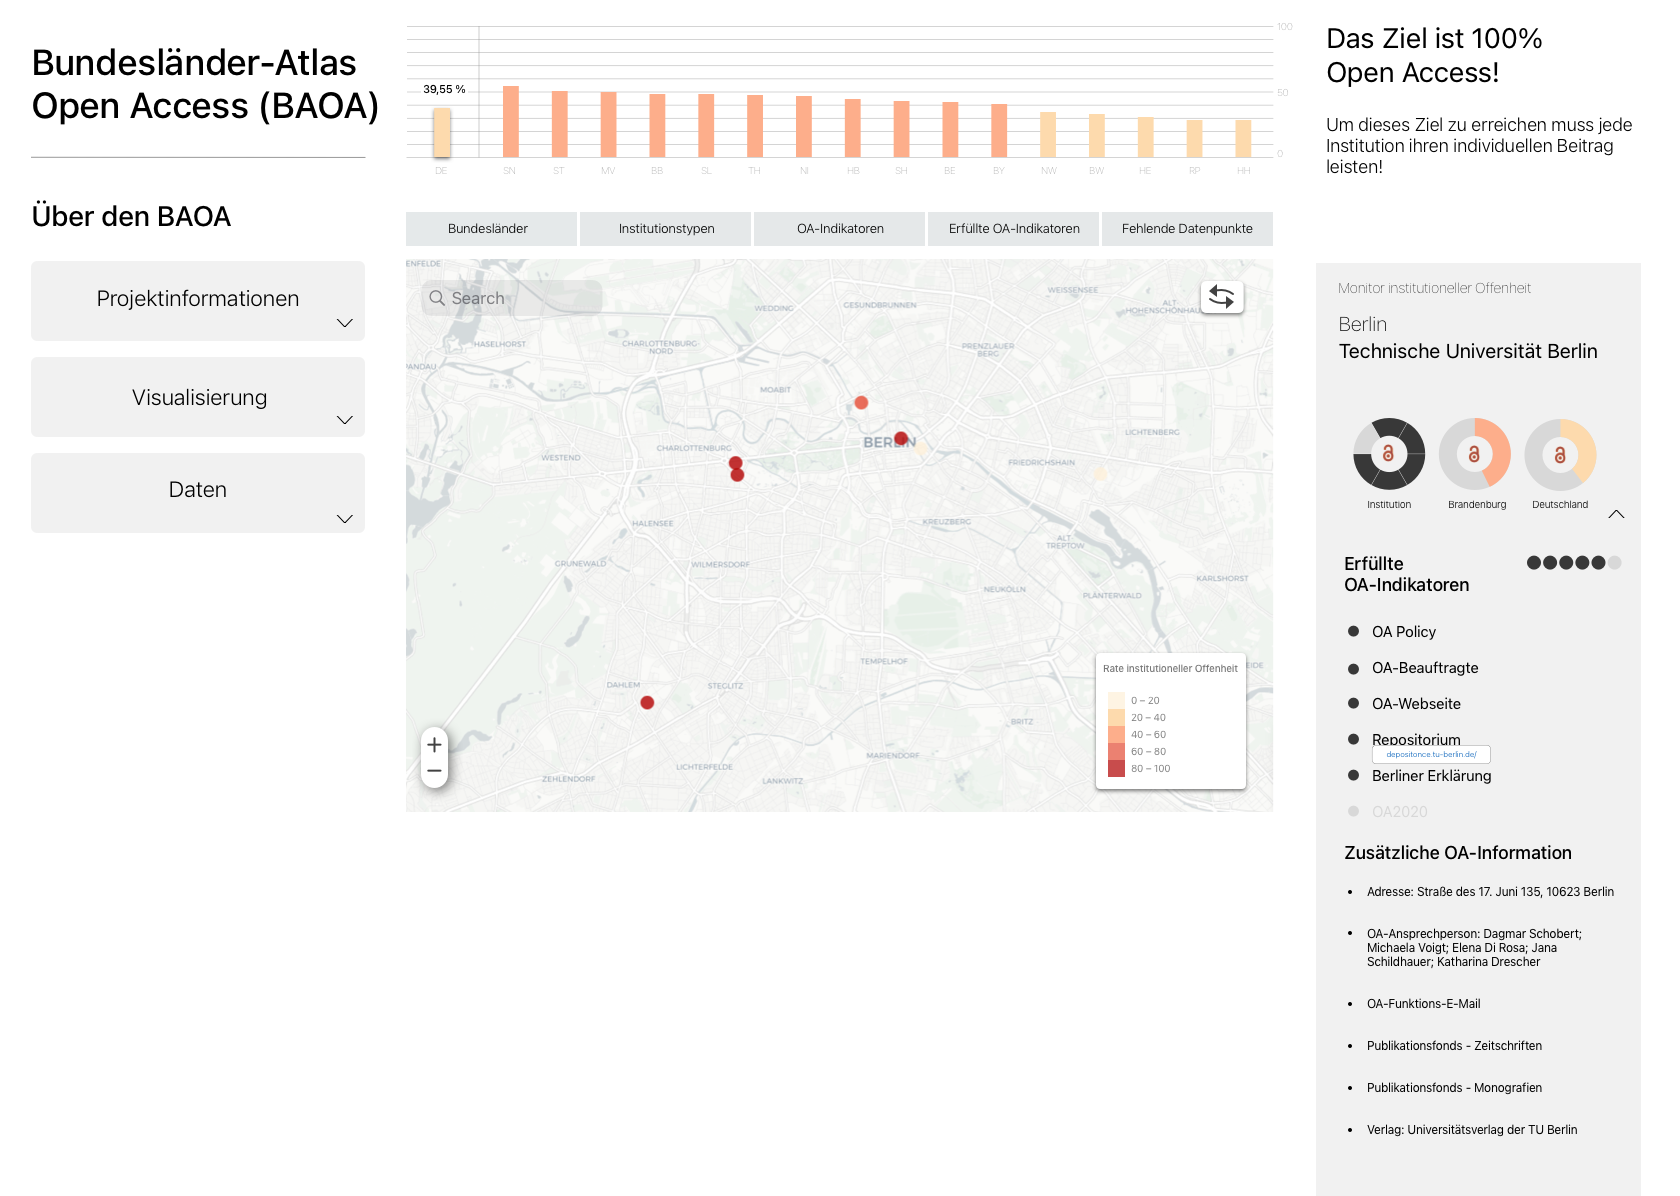 Bundesländer-Atlas
Open Access (BAOA)
Über den BAOA
Projektinformationen
Visualisierung
Daten
100
50
0
39,55 %
DE
SN
ST
MV
BB
SL
TH
NI
HB
SH
BE
BY
NW
BW
HE
RP
HH
Bundesländer
Institutionstypen
OA-Indikatoren
Erfüllte OA-Indikatoren
Fehlende Datenpunkte
Search
ENFELDE
WEISSENSEE
WEDDING
GESUNDBRUNNEN
ALT-
HOHENSCHÖNHAU
HASELHORST
CHARLOTTENBURG-
NORD
PRENZLAUER
BERG
PANDAU
MOABIT
BERLIN
LICHTENBERG
CHARLOTTENBURG
WESTEND
FRIEDRICHSHAIN
HALENSEE
KREUZBERG
ALT-
TREPTOW
GRUNEWALD
WILMERSDORF
KARLSHORST
NEUKÖLLN
PLÄNTERWALD
TEMPELHOF
EIDE
DAHLEM
STEGLITZ
BRITZ
MARIENDORF
LICHTERFELDE
ZEHLENDORF
LANKWITZ
+
−
Rate institutioneller Offenheit
0 – 20
20 – 40
40 – 60
60 – 80
80 – 100
Das Ziel ist 100%
Open Access!
Um dieses Ziel zu erreichen muss jede
Institution ihren individuellen Beitrag
leisten!
Monitor institutioneller Offenheit
Berlin
Technische Universität Berlin
Institution
Brandenburg
Deutschland
Erfüllte
OA-Indikatoren
OA Policy
OA-Beauftragte
OA-Webseite
Repositorium
depositonce.tu-berlin.de/
Berliner Erklärung
OA2020
Zusätzliche OA-Information
• Adresse: Straße des 17. Juni 135, 10623 Berlin
• OA-Ansprechperson: Dagmar Schobert;
Michaela Voigt; Elena Di Rosa; Jana
Schildhauer; Katharina Drescher
• OA-Funktions-E-Mail
• Publikationsfonds - Zeitschriften
• Publikationsfonds - Monografien
• Verlag: Universitätsverlag der TU Berlin